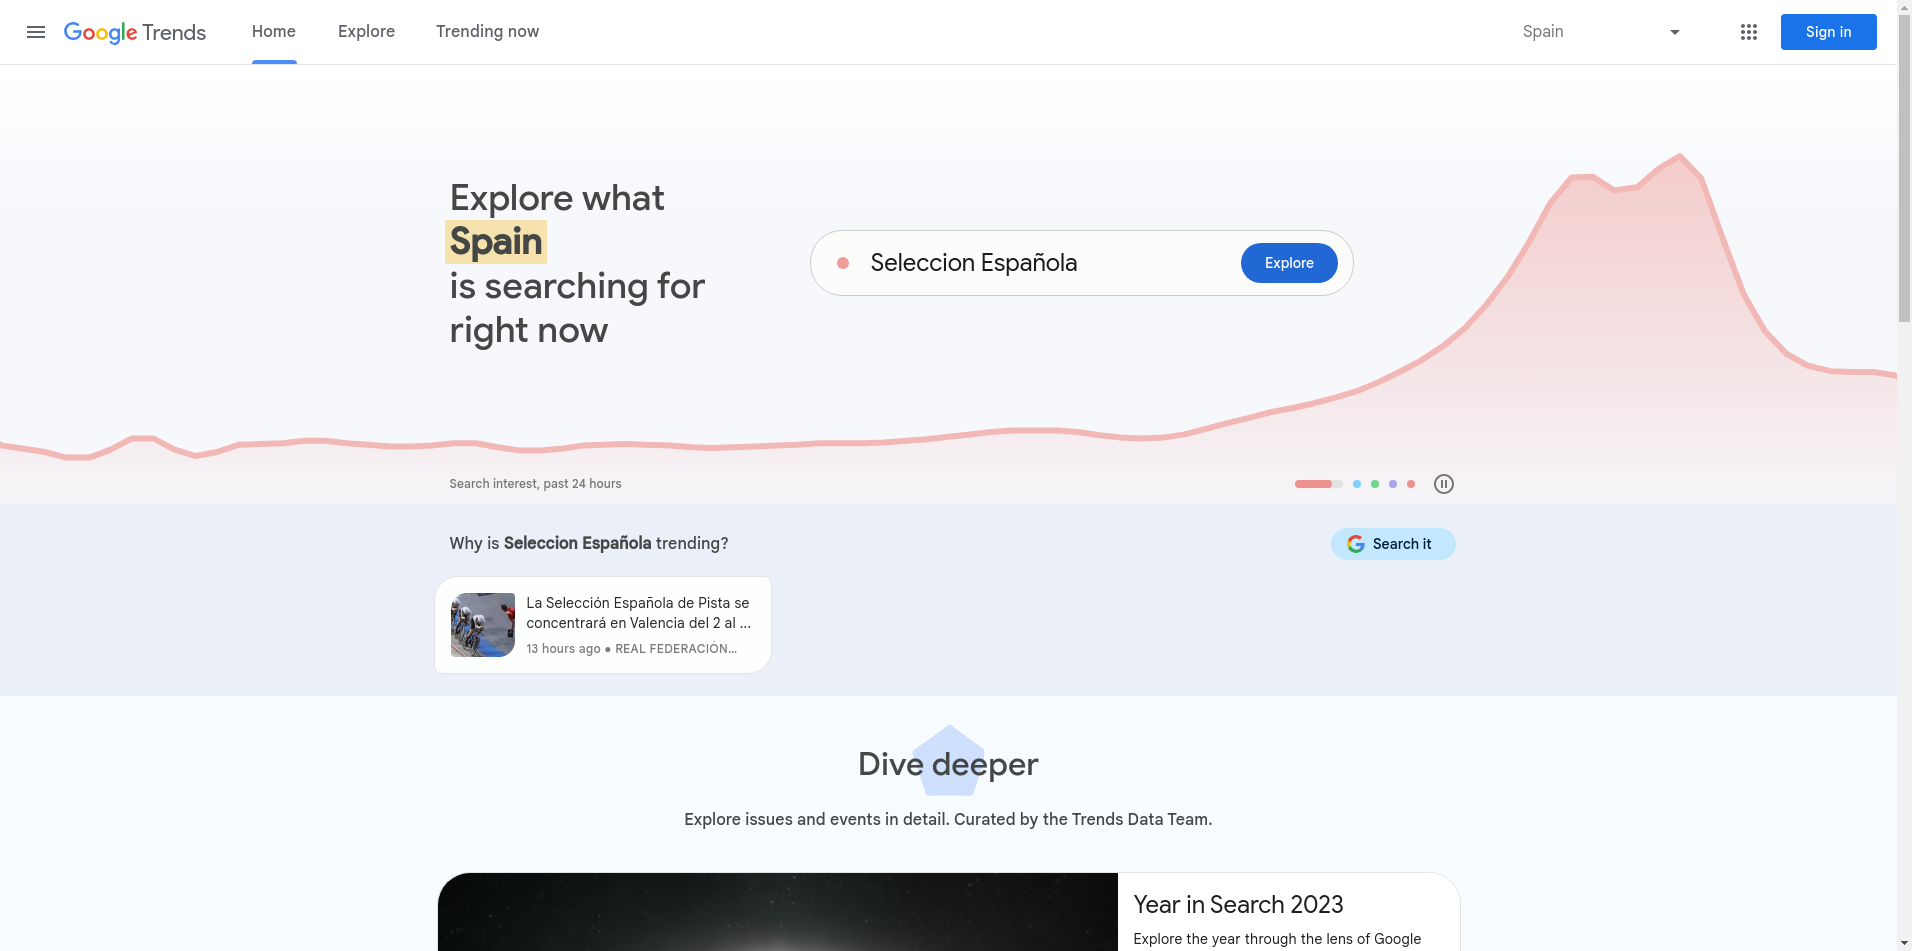 Google Trends
Home
Explore
Trending now
Spain
Sign in
Explore what
Spain
is searching for
right now
Seleccion Española
Explore
Search interest, past 24 hours
Why is Seleccion Española trending?
Search it
La Selección Española de Pista se
concentrará en Valencia del 2 al ...
13 hours ago ● REAL FEDERACIÓN...
Dive deeper
Explore issues and events in detail. Curated by the Trends Data Team.
Year in Search 2023
Explore the year through the lens of Google